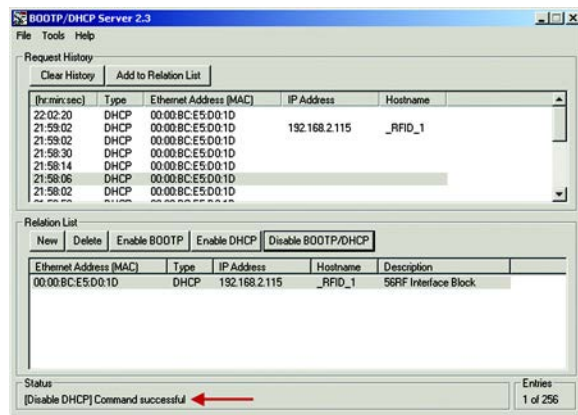 BOOTP/DHCP Server 2.3
File Tools Help
Request History
Clear History Add to Relation List
(hr:min:sec) Type Ethernet Address (MAC) IP Address Hostname
22:02:20 DHCP 00:00:BC:E5:D0:1D
21:59:02 DHCP 00:00:BC:E5:D0:1D 192.168.2.115 _RFID_1
21:59:02 DHCP 00:00:BC:E5:D0:1D
21:58:30 DHCP 00:00:BC:E5:D0:1D
21:58:14 DHCP 00:00:BC:E5:D0:1D
21:58:06 DHCP 00:00:BC:E5:D0:1D
21:58:02 DHCP 00:00:BC:E5:D0:1D
Relation List
New Delete Enable BOOTP Enable DHCP Disable BOOTP/DHCP
Ethernet Address (MAC) Type IP Address Hostname Description
00:00:BC:E5:D0:1D DHCP 192.168.2.115 _RFID_1 56RF Interface Block
Status
[Disable DHCP] Command successful
Entries
1 of 256